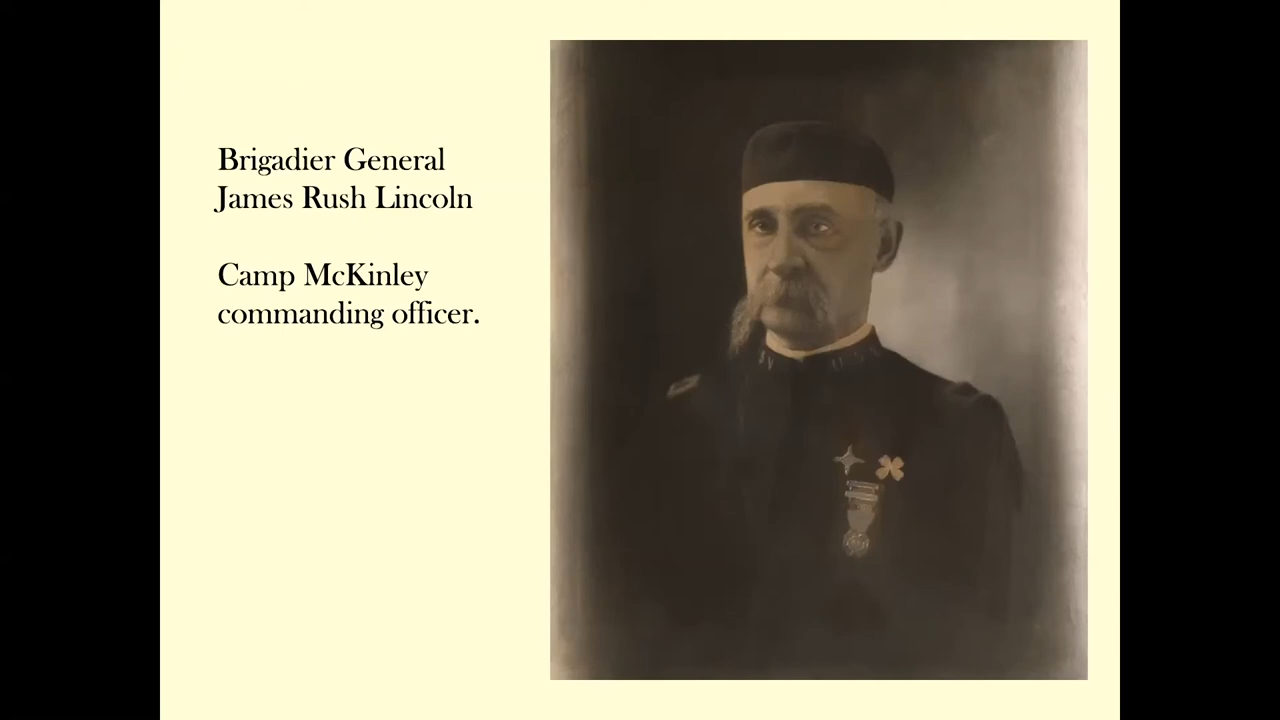 Brigadier General
James Rush Lincoln
Camp McKinley
commanding officer.